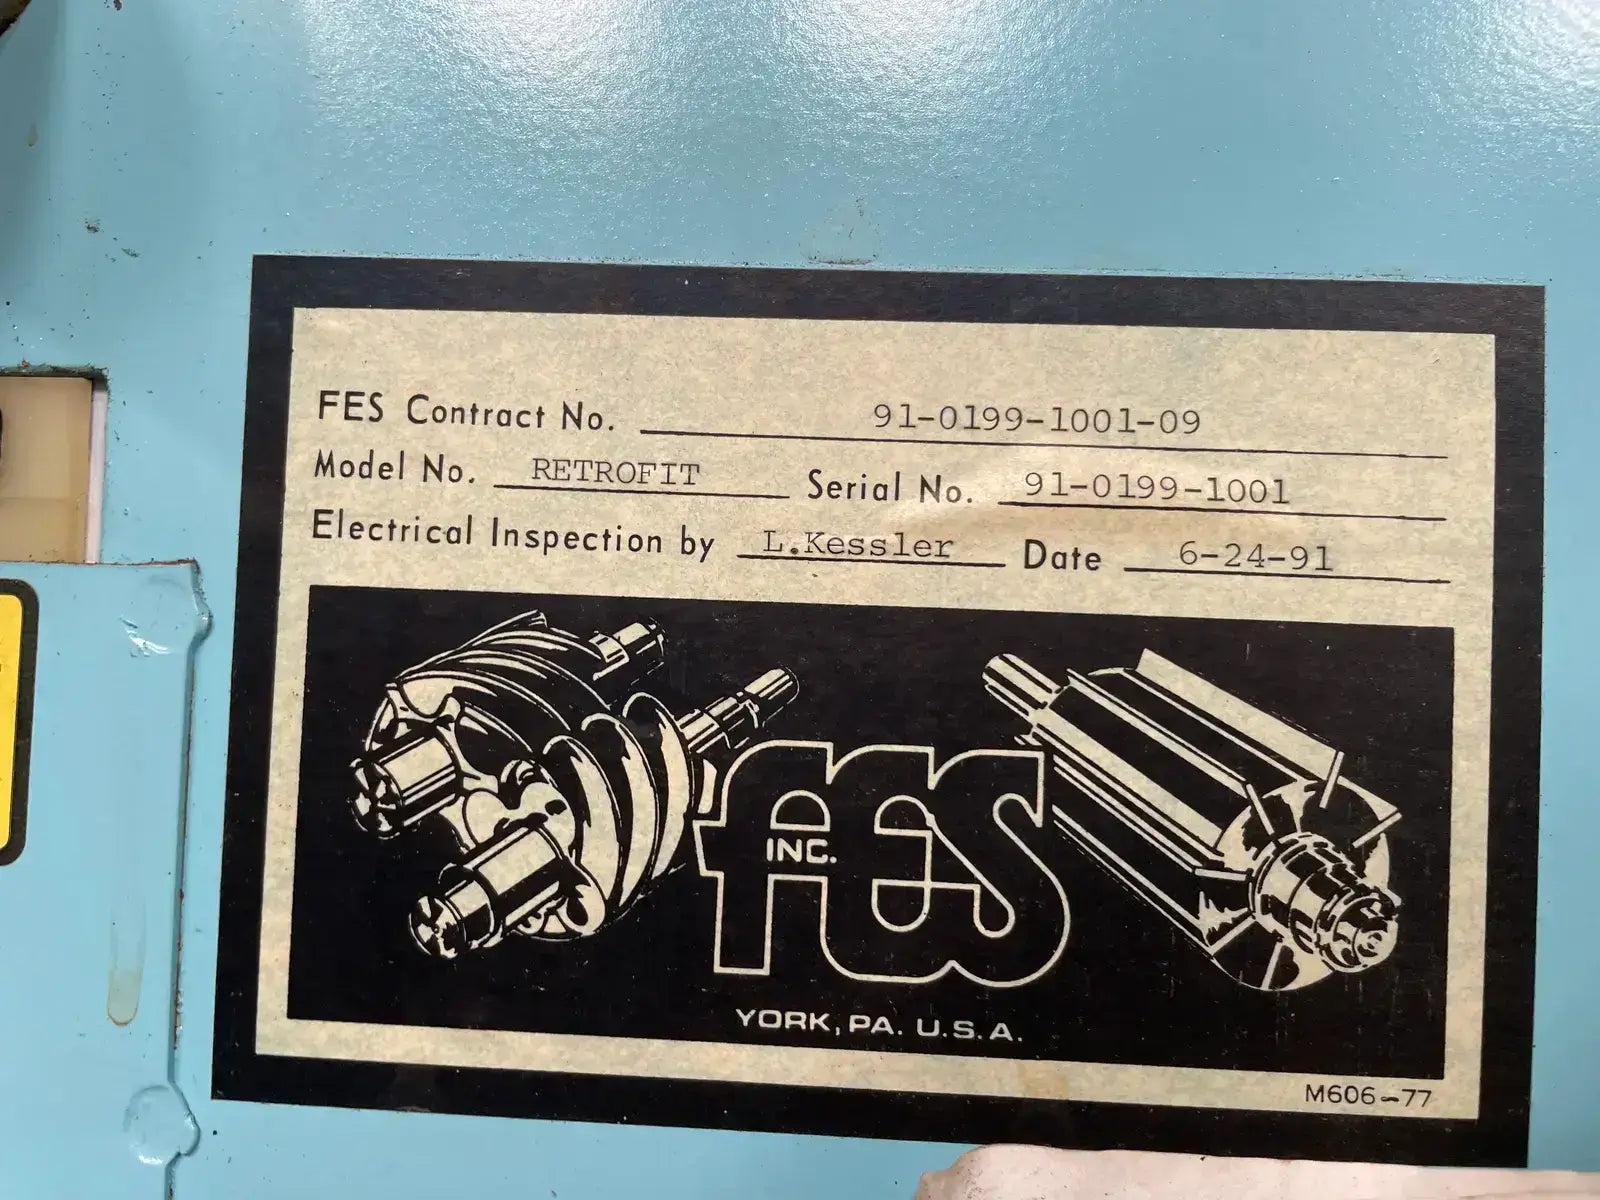 FES Contract No. 91-0199-1001-09
Model No. RETROFIT Serial No. 91-0199-1001
Electrical Inspection by L.Kessler Date 6-24-91
FES
INC.
YORK, PA. U.S.A.
M606-77